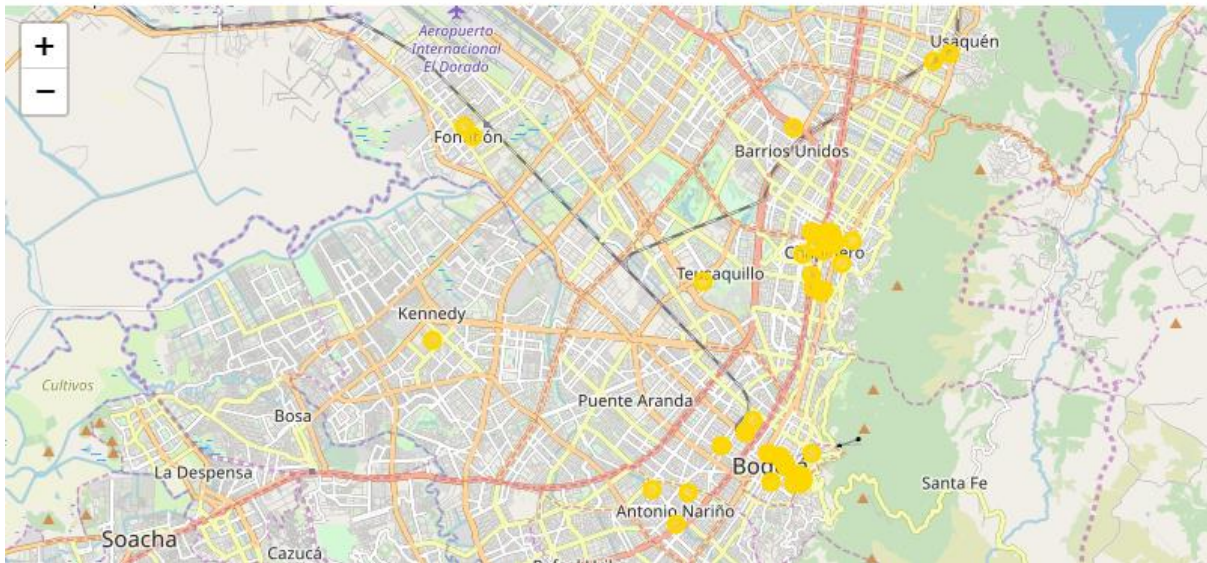 +
−
Aeropuerto
Internacional
El Dorado
Usaquén
Barrios Unidos
Teusaquillo
Kennedy
Cultivos
Bosa
Puente Aranda
La Despensa
Santa Fe
Antonio Nariño
Soacha
Cazucá